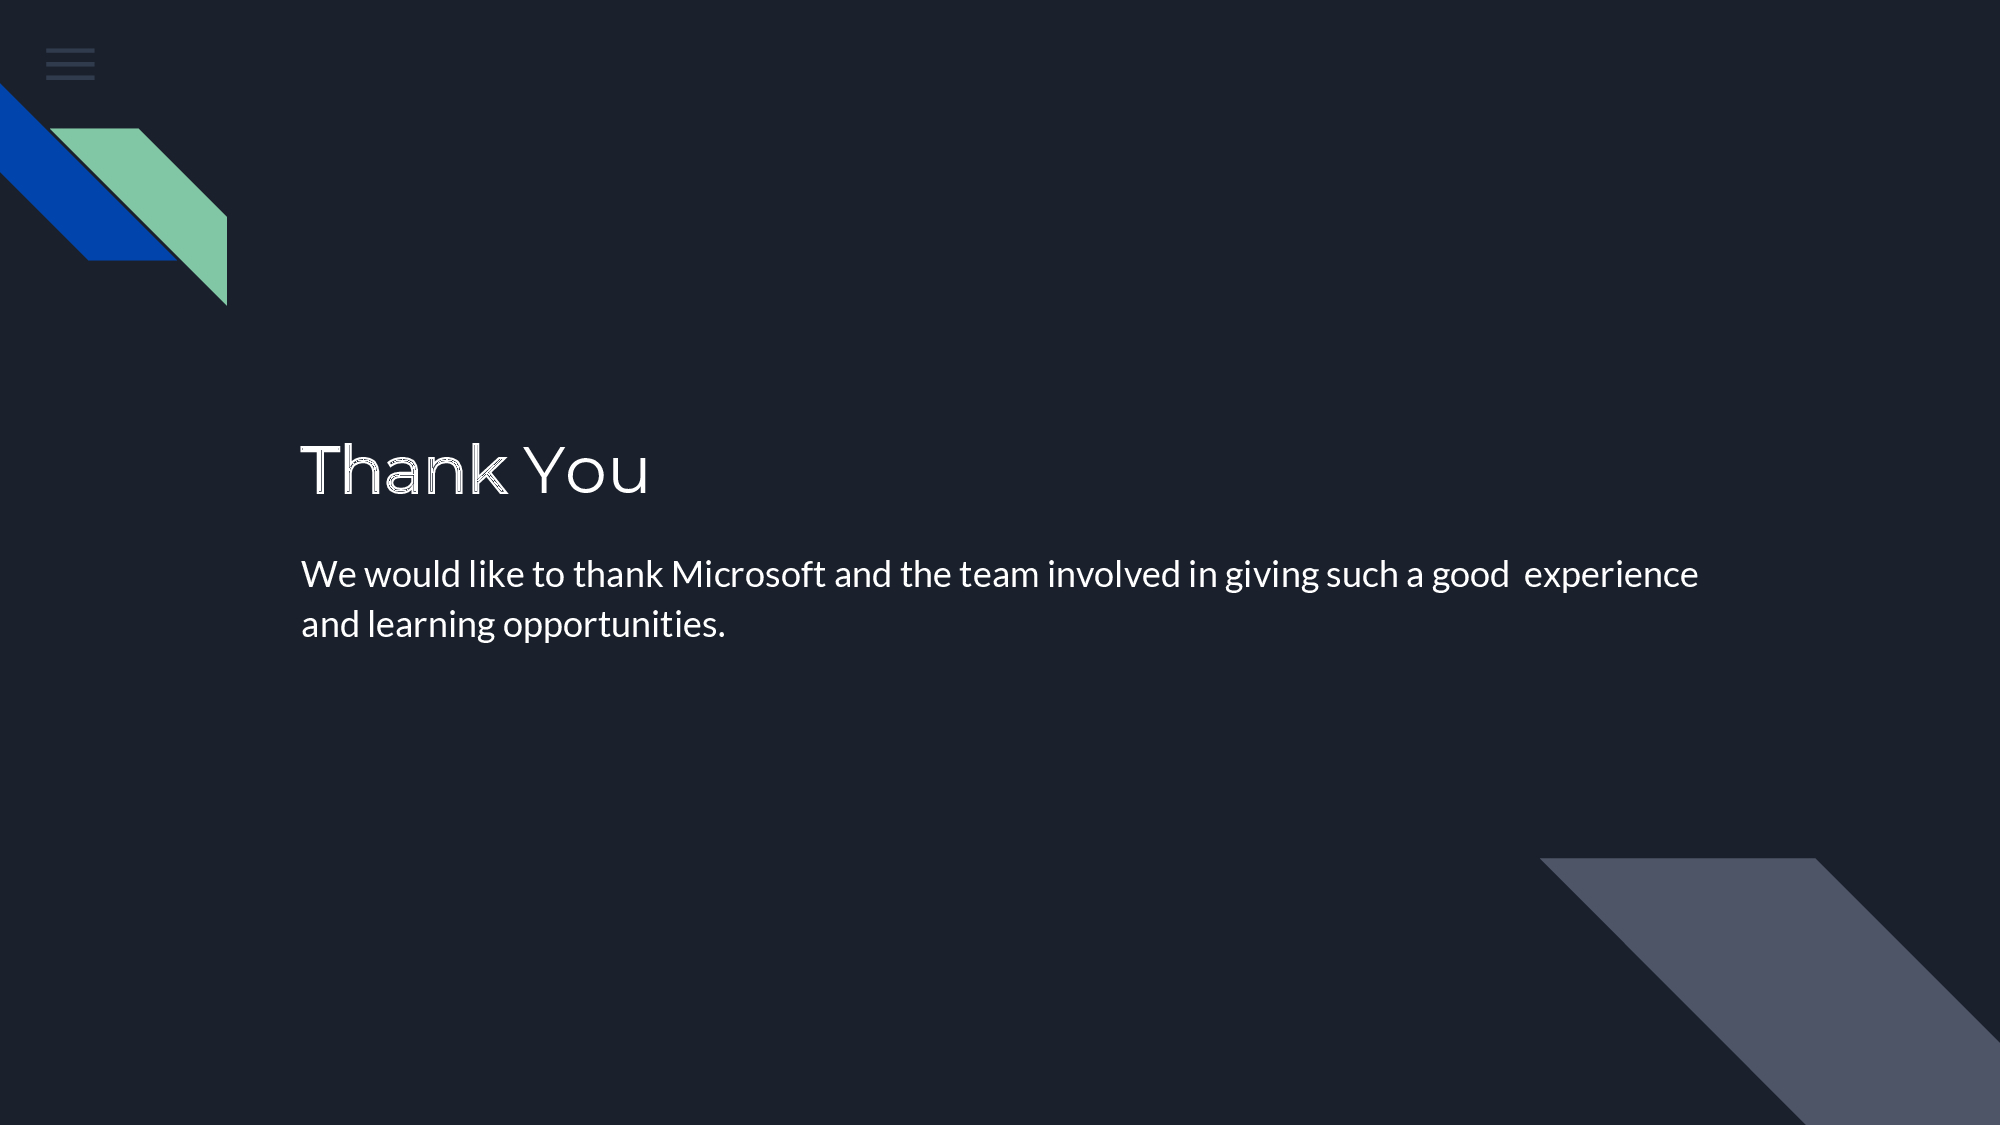 Thank You
We would like to thank Microsoft and the team involved in giving such a good  experience
and learning opportunities.